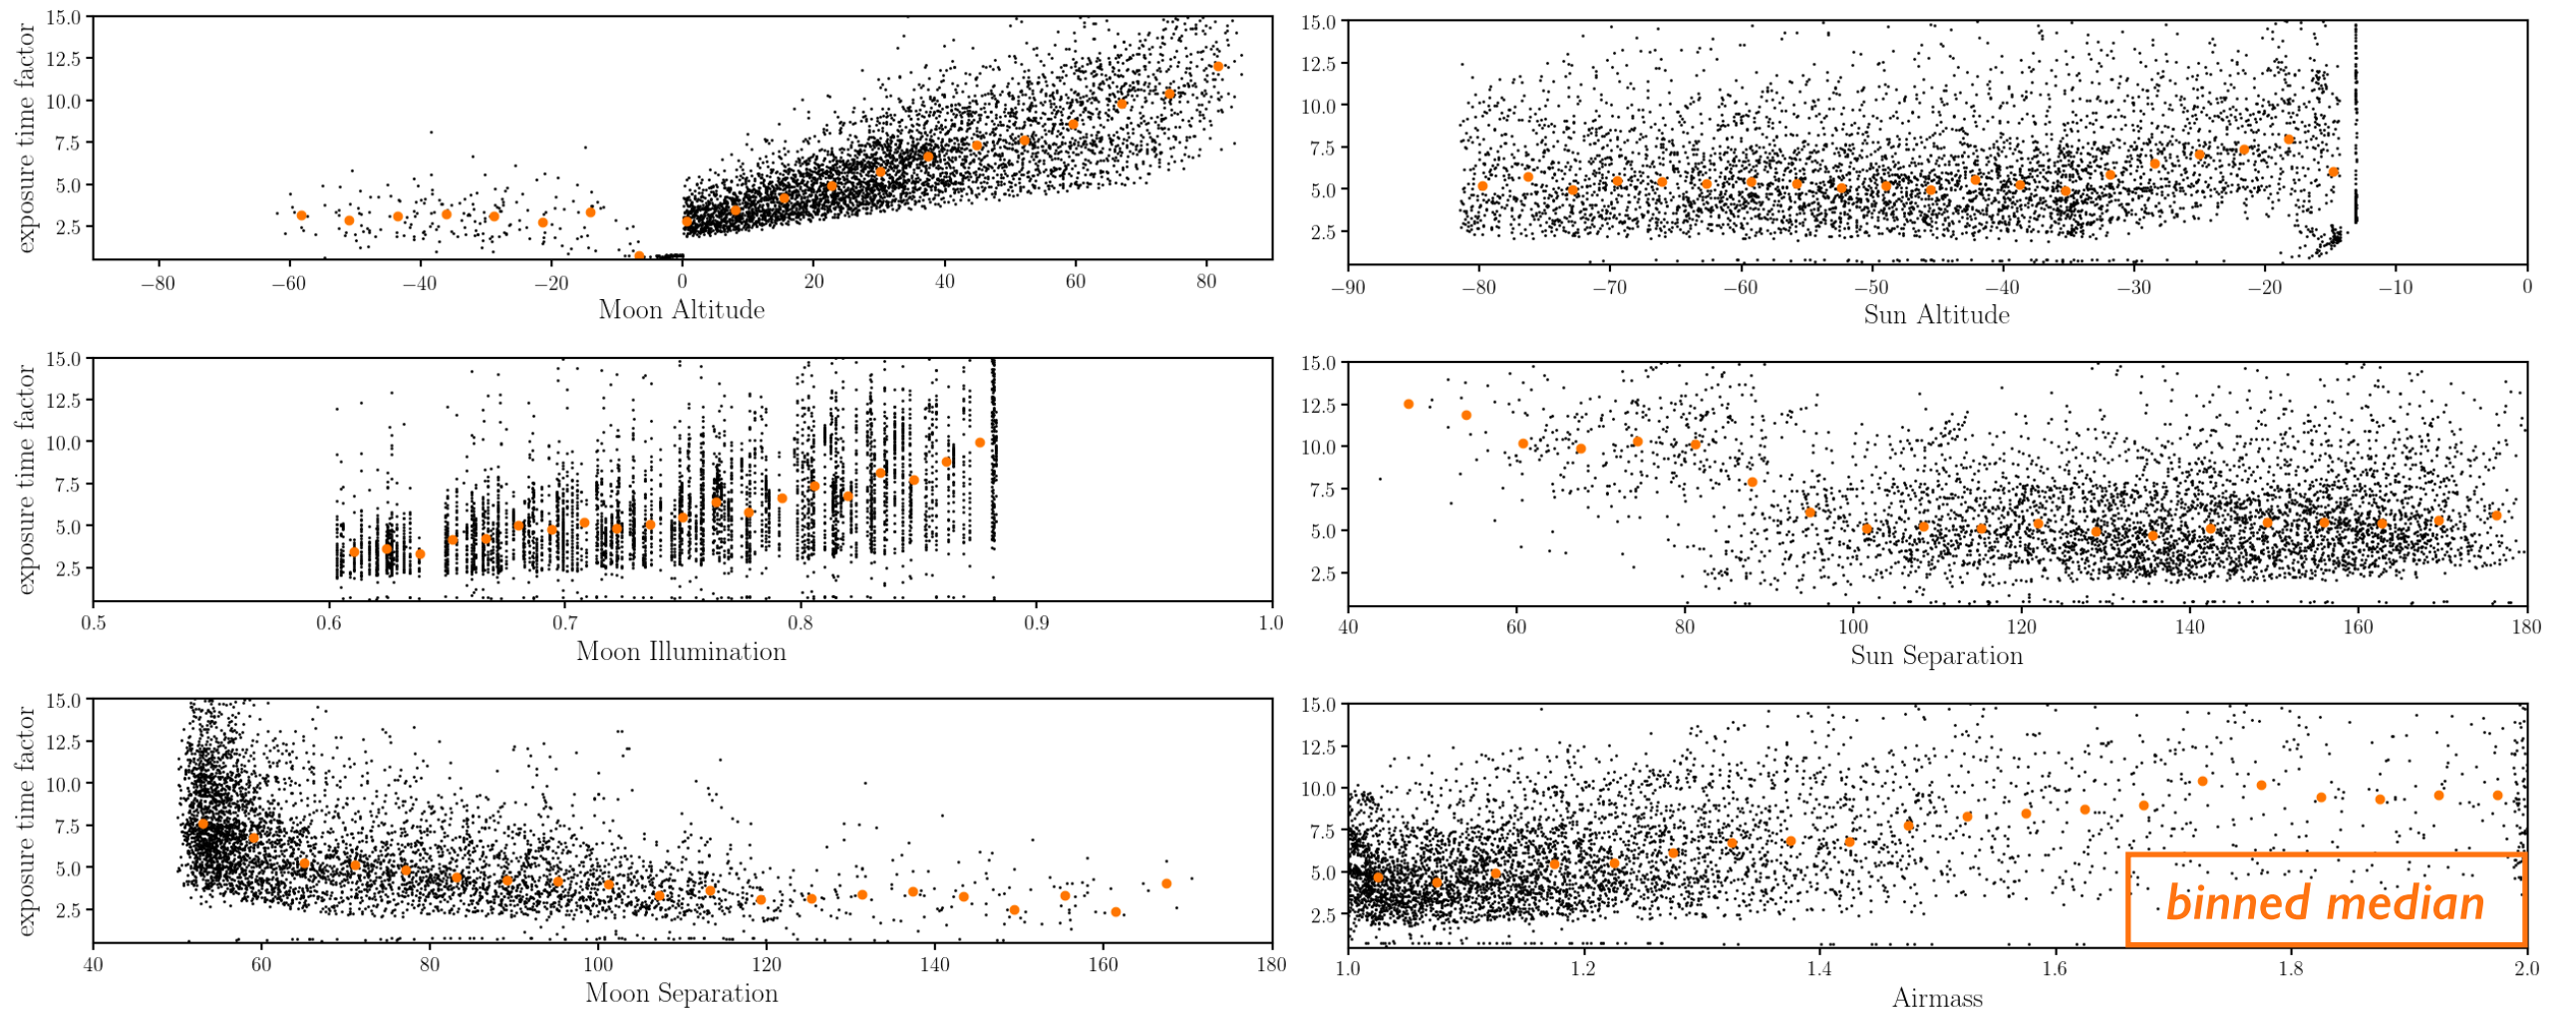 exposure time factor
15.0
12.5
10.0
7.5
5.0
2.5
−80 −60 −40 −20 0 20 40 60 80
Moon Altitude
15.0
12.5
10.0
7.5
5.0
2.5
−90 −80 −70 −60 −50 −40 −30 −20 −10 0
Sun Altitude
exposure time factor
15.0
12.5
10.0
7.5
5.0
2.5
0.5 0.6 0.7 0.8 0.9 1.0
Moon Illumination
15.0
12.5
10.0
7.5
5.0
2.5
40 60 80 100 120 140 160 180
Sun Separation
exposure time factor
15.0
12.5
10.0
7.5
5.0
2.5
40 60 80 100 120 140 160 180
Moon Separation
15.0
12.5
10.0
7.5
5.0
2.5
binned median
1.0 1.2 1.4 1.6 1.8 2.0
Airmass